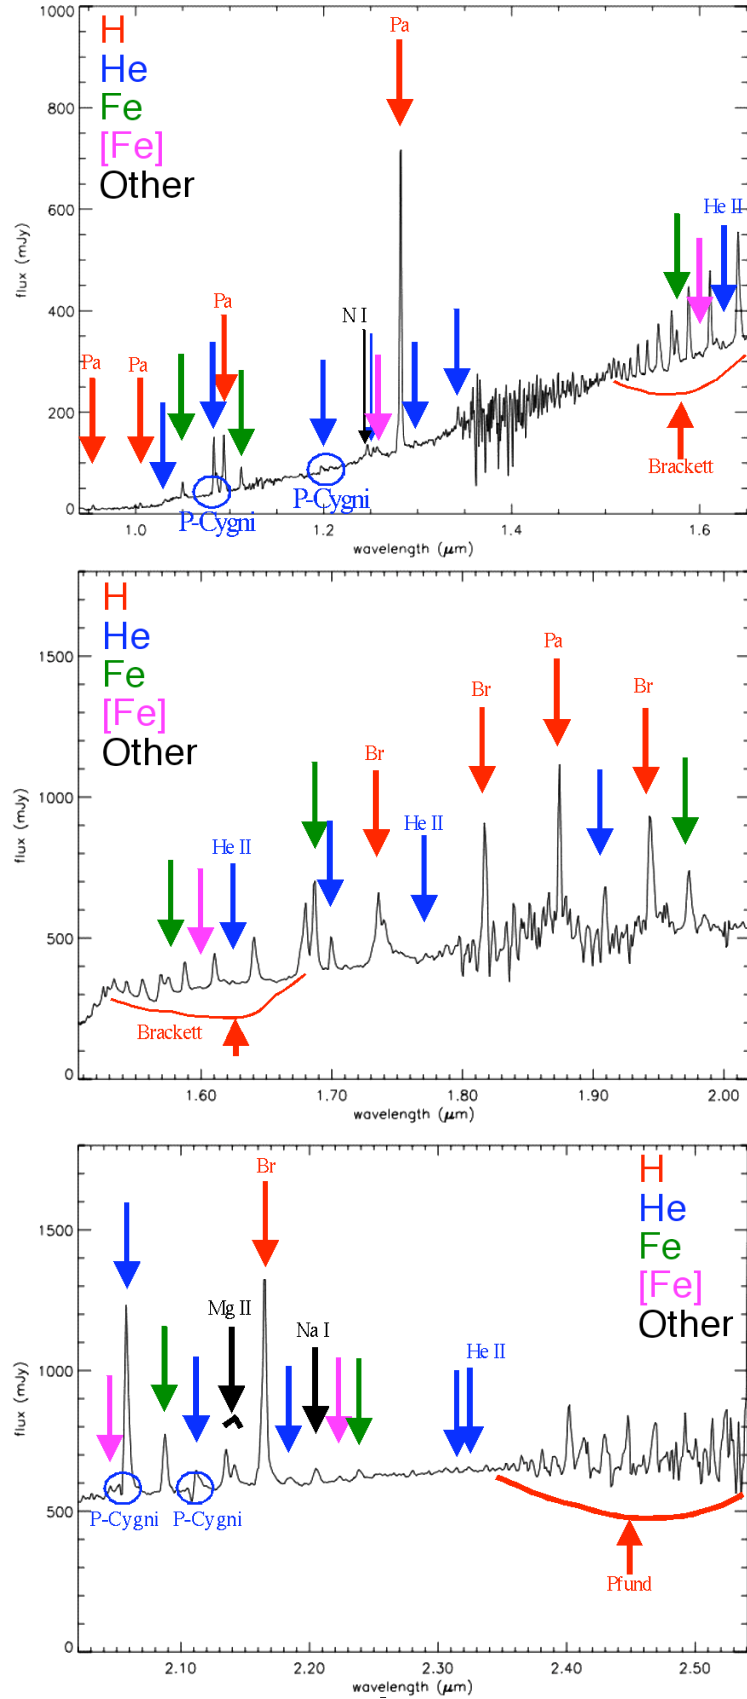 1000
800
600
400
200
0
flux (mJy)
H
He
Fe
[Fe]
Other
Pa
Pa
Pa
Pa
N I
He II
P-Cygni
P-Cygni
Brackett
1.0
1.2
1.4
1.6
wavelength (μm)
1500
1000
500
0
flux (mJy)
H
He
Fe
[Fe]
Other
Pa
Br
Br
Br
He II
He II
Brackett
1.60
1.70
1.80
1.90
2.00
wavelength (μm)
1500
1000
500
0
flux (mJy)
Br
H
He
Fe
[Fe]
Other
Mg II
Na I
He II
P-Cygni
P-Cygni
Pfund
2.10
2.20
2.30
2.40
2.50
wavelength (μm)